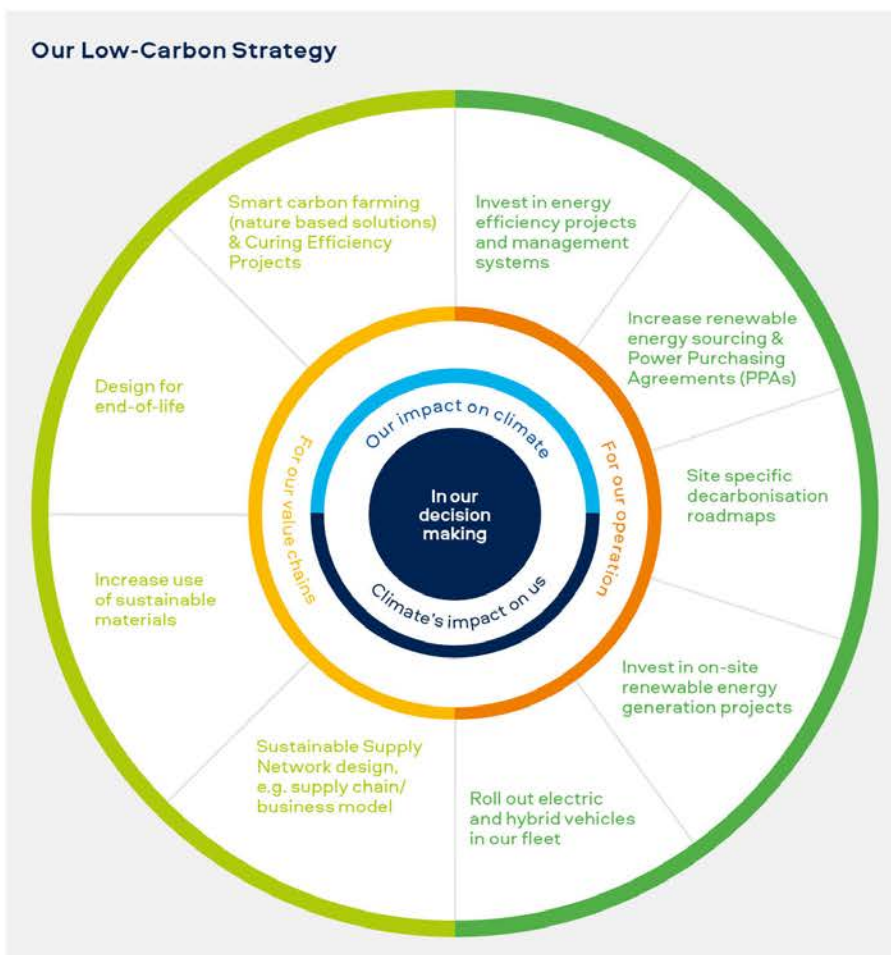 Our Low-Carbon Strategy
Smart carbon farming
(nature based solutions)
& Curing Efficiency
Projects
Invest in energy
efficiency projects
and management
systems
Increase renewable
energy sourcing &
Power Purchasing
Agreements (PPAs)
Design for
end-of-life
Site specific
decarbonisation
roadmaps
Our impact on climate
For our value chains
In our
decision
making
For our operation
Climate's impact on us
Increase use
of sustainable
materials
Invest in on-site
renewable energy
generation projects
Sustainable Supply
Network design,
e.g. supply chain/
business model
Roll out electric
and hybrid vehicles
in our fleet